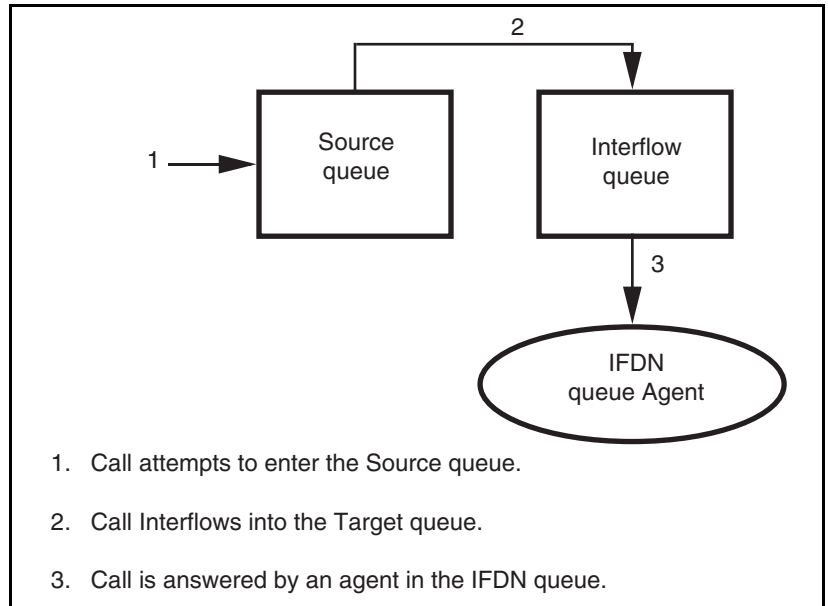 2
1
Source
queue
Interflow
queue
3
IFDN
queue Agent
1. Call attempts to enter the Source queue.
2. Call Interflows into the Target queue.
3. Call is answered by an agent in the IFDN queue.